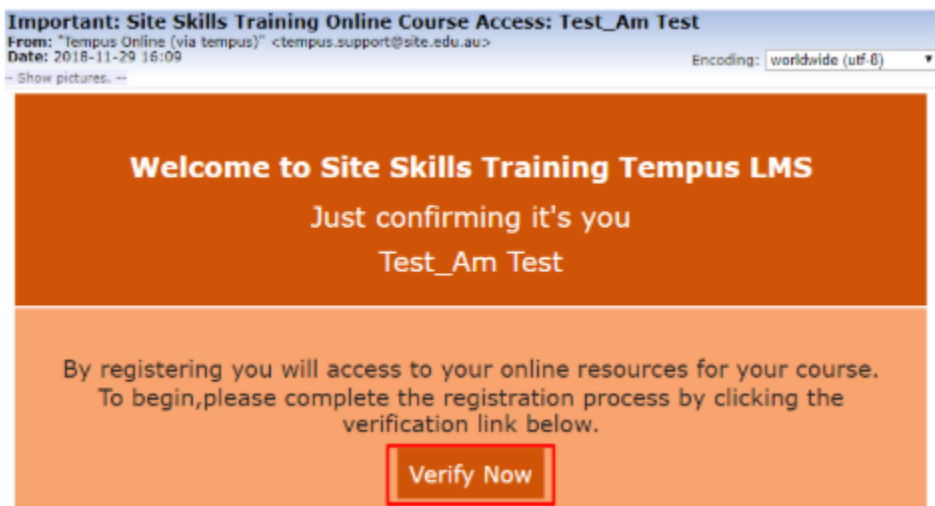 Important: Site Skills Training Online Course Access: Test_Am Test
From: "Tempus Online (via tempus)" <tempus.support@site.edu.au>
Date: 2018-11-29 16:09
Encoding: worldwide (utf-8)
-- Show pictures. --
Welcome to Site Skills Training Tempus LMS
Just confirming it's you
Test_Am Test
By registering you will access to your online resources for your course.
To begin,please complete the registration process by clicking the
verification link below.
Verify Now